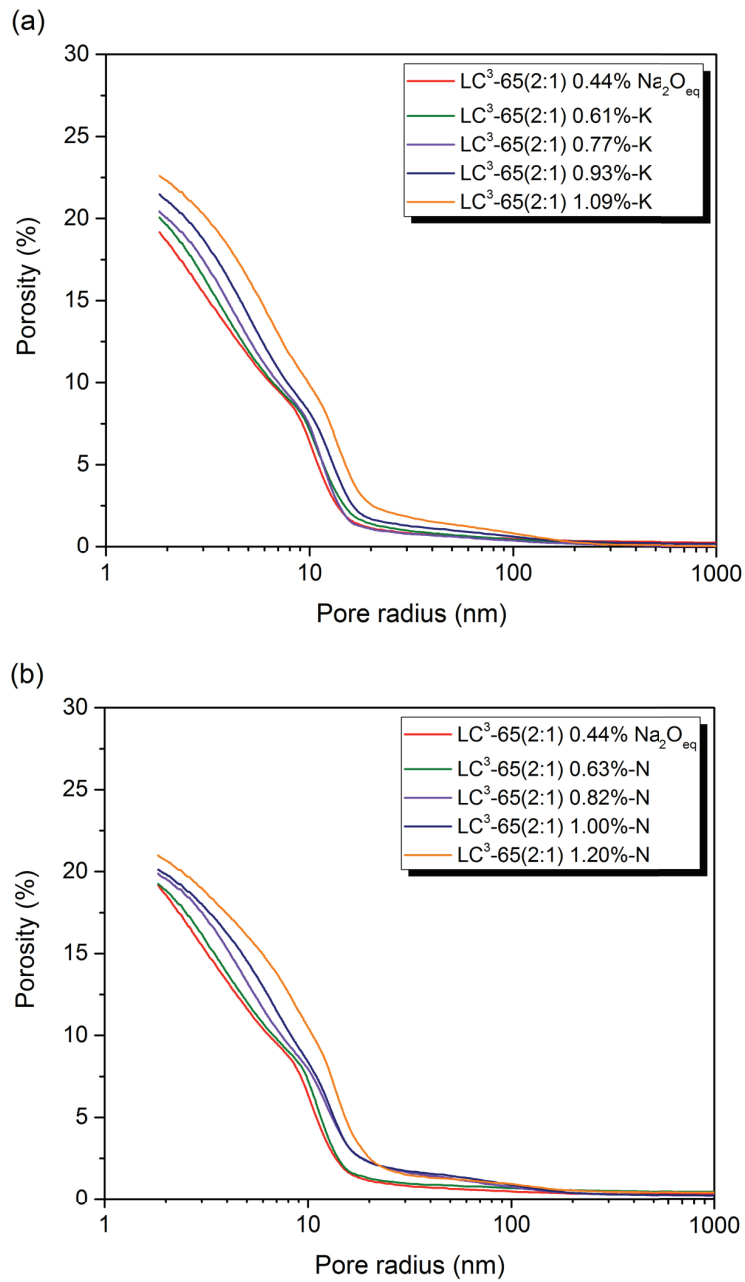 (a)
30
25
20
15
10
5
0
Porosity (%)
LC³-65(2:1) 0.44% Na₂Oₑq
LC³-65(2:1) 0.61%-K
LC³-65(2:1) 0.77%-K
LC³-65(2:1) 0.93%-K
LC³-65(2:1) 1.09%-K
1 10 100 1000
Pore radius (nm)
(b)
30
25
20
15
10
5
0
Porosity (%)
LC³-65(2:1) 0.44% Na₂Oₑq
LC³-65(2:1) 0.63%-N
LC³-65(2:1) 0.82%-N
LC³-65(2:1) 1.00%-N
LC³-65(2:1) 1.20%-N
1 10 100 1000
Pore radius (nm)